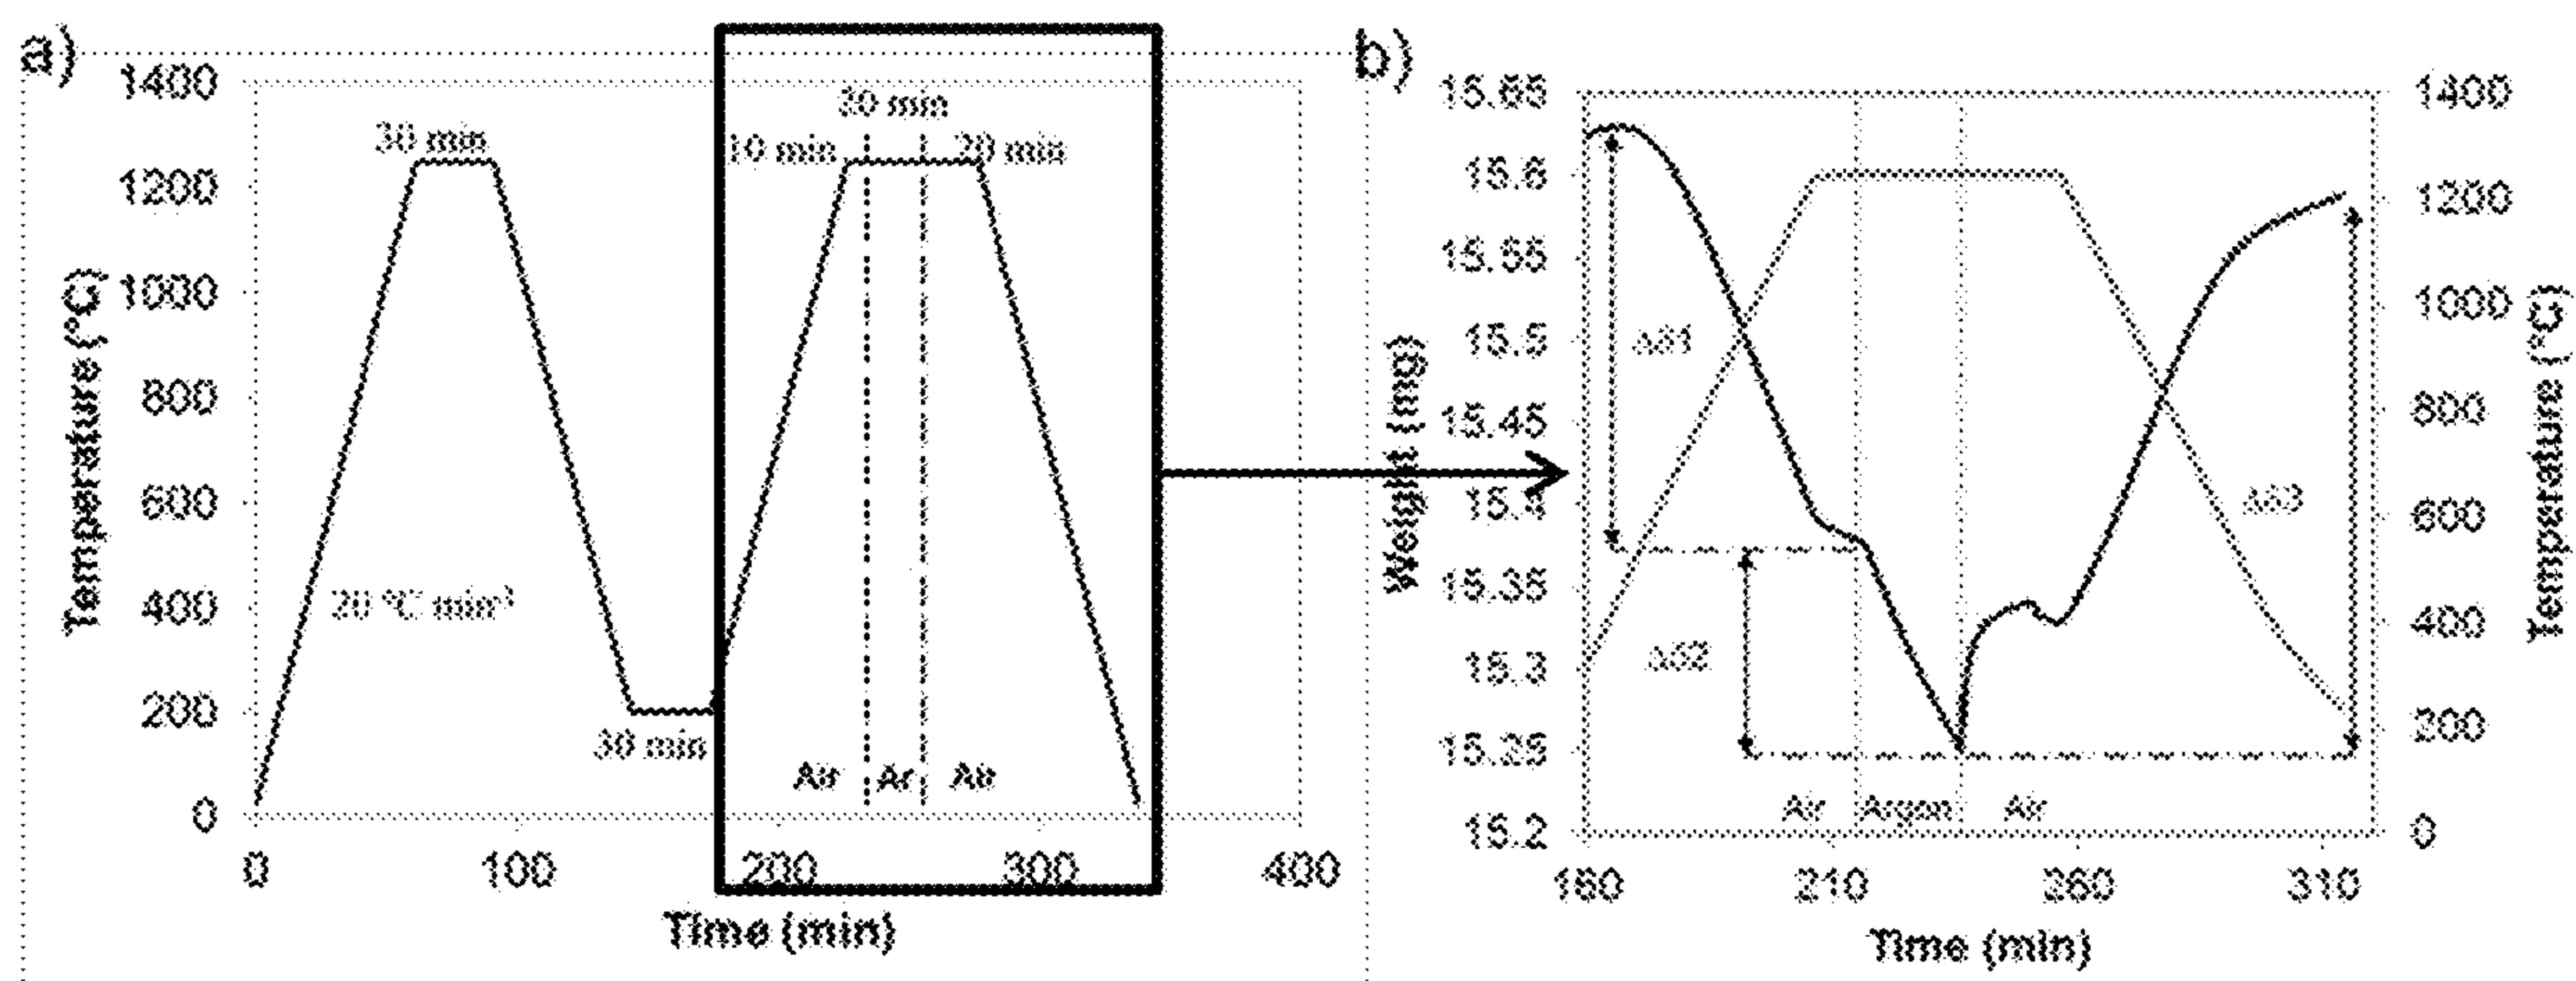 a)
1400
1200
1000
800
600
400
200
0
0
100
200
300
400
Temperature (°C)
Time (min)
30 min
20 °C min⁻¹
30 min
10 min
30 min
20 min
Air
Ar
Air
b)
15.65
15.6
15.55
15.5
15.45
15.4
15.35
15.3
15.25
15.2
Weight (mg)
1400
1200
1000
800
600
400
200
0
Temperature (°C)
160
210
260
310
Time (min)
Δδ1
Δδ2
Δδ3
Air
Argon
Air